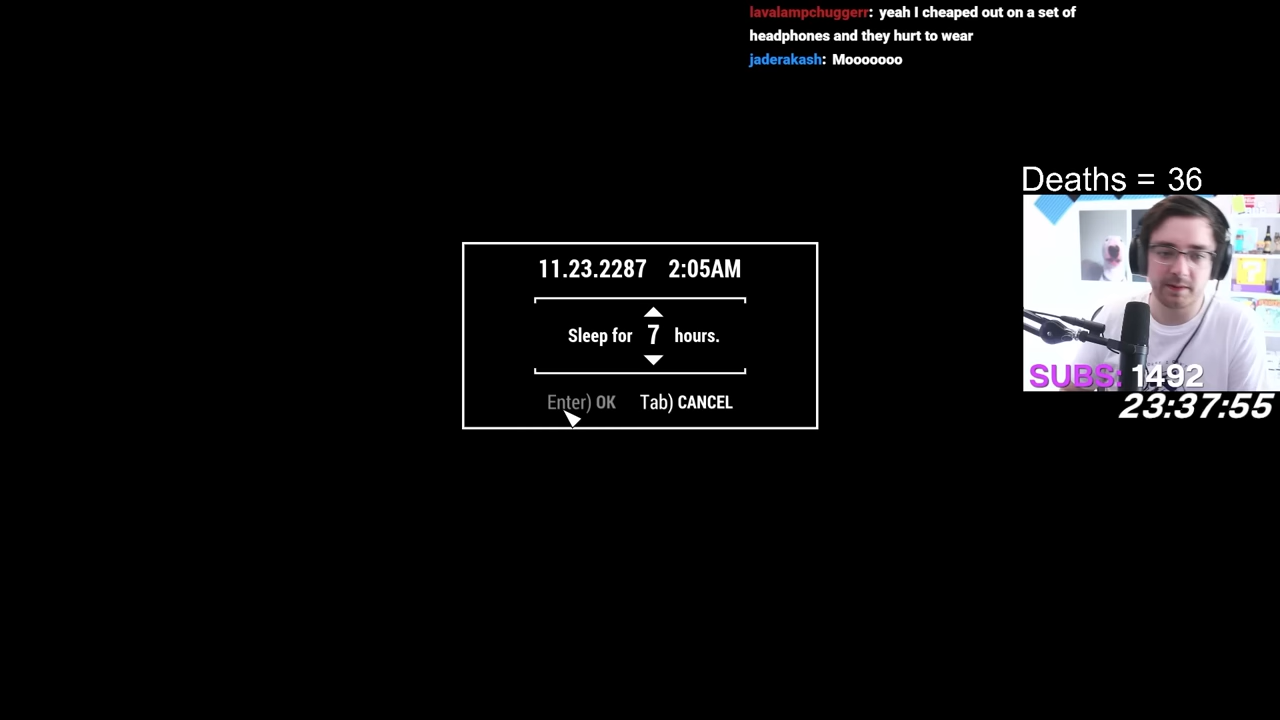 lavalampchuggerr: yeah I cheaped out on a set of
headphones and they hurt to wear
jaderakash: Mooooooo
Deaths = 36
11.23.2287 2:05AM
Sleep for 7 hours.
Enter) OK Tab) CANCEL
SUBS: 1492
23:37:55